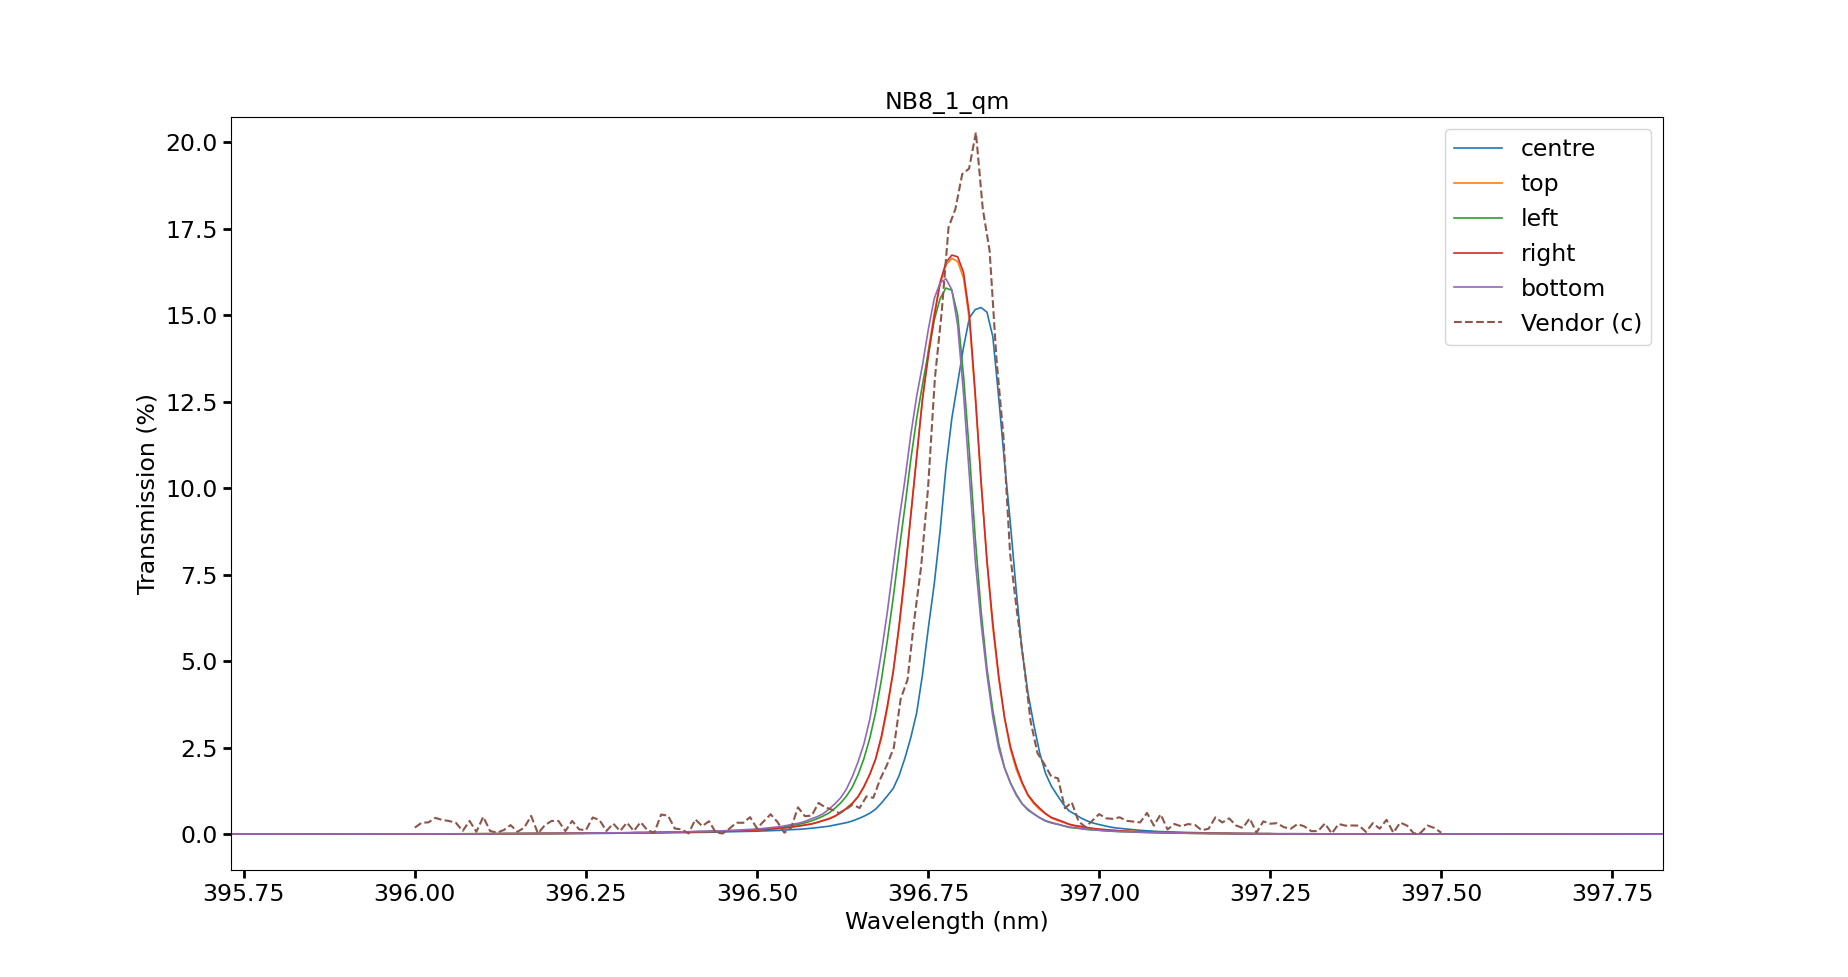 NB8_1_qm
20.0
17.5
15.0
12.5
10.0
7.5
5.0
2.5
0.0
Transmission (%)
centre
top
left
right
bottom
Vendor (c)
395.75 396.00 396.25 396.50 396.75 397.00 397.25 397.50 397.75
Wavelength (nm)